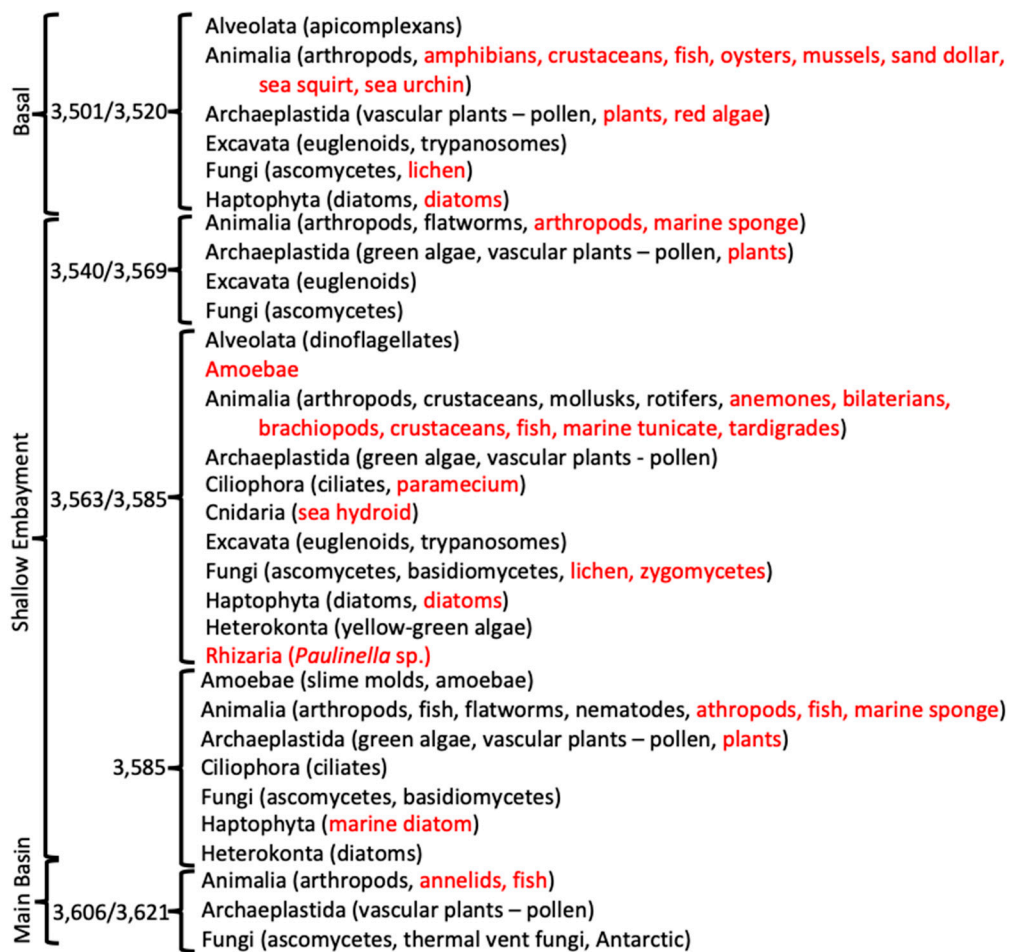 Basal
3,501/3,520
Alveolata (apicomplexans)
Animalia (arthropods, amphibians, crustaceans, fish, oysters, mussels, sand dollar,
sea squirt, sea urchin)
Archaeplastida (vascular plants – pollen, plants, red algae)
Excavata (euglenoids, trypanosomes)
Fungi (ascomycetes, lichen)
Haptophyta (diatoms, diatoms)
Shallow Embayment
3,540/3,569
Animalia (arthropods, flatworms, arthropods, marine sponge)
Archaeplastida (green algae, vascular plants – pollen, plants)
Excavata (euglenoids)
Fungi (ascomycetes)
3,563/3,585
Alveolata (dinoflagellates)
Amoebae
Animalia (arthropods, crustaceans, mollusks, rotifers, anemones, bilaterians,
brachiopods, crustaceans, fish, marine tunicate, tardigrades)
Archaeplastida (green algae, vascular plants - pollen)
Ciliophora (ciliates, paramecium)
Cnidaria (sea hydroid)
Excavata (euglenoids, trypanosomes)
Fungi (ascomycetes, basidiomycetes, lichen, zygomycetes)
Haptophyta (diatoms, diatoms)
Heterokonta (yellow-green algae)
Rhizaria (Paulinella sp.)
3,585
Amoebae (slime molds, amoebae)
Animalia (arthropods, fish, flatworms, nematodes, athropods, fish, marine sponge)
Archaeplastida (green algae, vascular plants – pollen, plants)
Ciliophora (ciliates)
Fungi (ascomycetes, basidiomycetes)
Haptophyta (marine diatom)
Heterokonta (diatoms)
Main Basin
3,606/3,621
Animalia (arthropods, annelids, fish)
Archaeplastida (vascular plants – pollen)
Fungi (ascomycetes, thermal vent fungi, Antarctic)